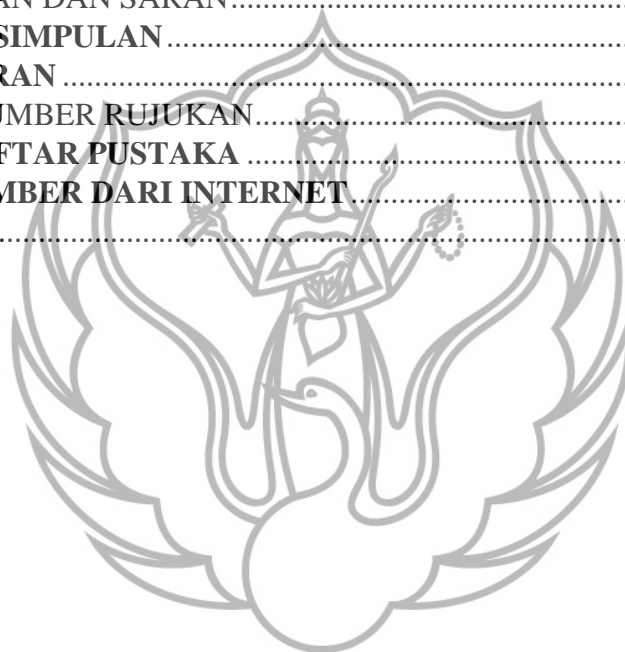 AN DAN SARAN..............................................
SIMPULAN......................................................
RAN..................................................................
UMBER RUJUKAN............................................
FTAR PUSTAKA..............................................
MBER DARI INTERNET..................................
..........................................................................